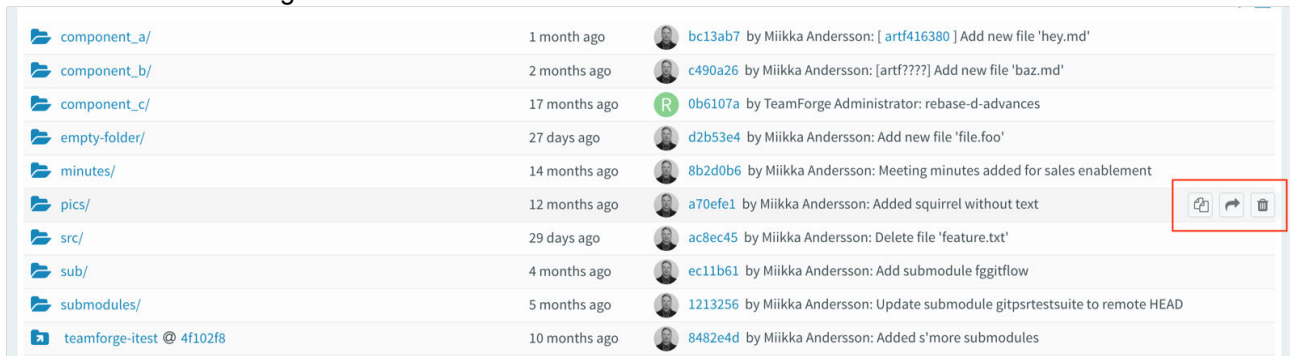 component_a/ 1 month ago bc13ab7 by Miikka Andersson: [ artf416380 ] Add new file 'hey.md'
component_b/ 2 months ago c490a26 by Miikka Andersson: [artf????] Add new file 'baz.md'
component_c/ 17 months ago R 0b6107a by TeamForge Administrator: rebase-d-advances
empty-folder/ 27 days ago d2b53e4 by Miikka Andersson: Add new file 'file.foo'
minutes/ 14 months ago 8b2d0b6 by Miikka Andersson: Meeting minutes added for sales enablement
pics/ 12 months ago a70efe1 by Miikka Andersson: Added squirrel without text
src/ 29 days ago ac8ec45 by Miikka Andersson: Delete file 'feature.txt'
sub/ 4 months ago ec11b61 by Miikka Andersson: Add submodule fggitflow
submodules/ 5 months ago 1213256 by Miikka Andersson: Update submodule gitpsrtestsuite to remote HEAD
teamforge-itest @ 4f102f8 10 months ago 8482e4d by Miikka Andersson: Added s'more submodules